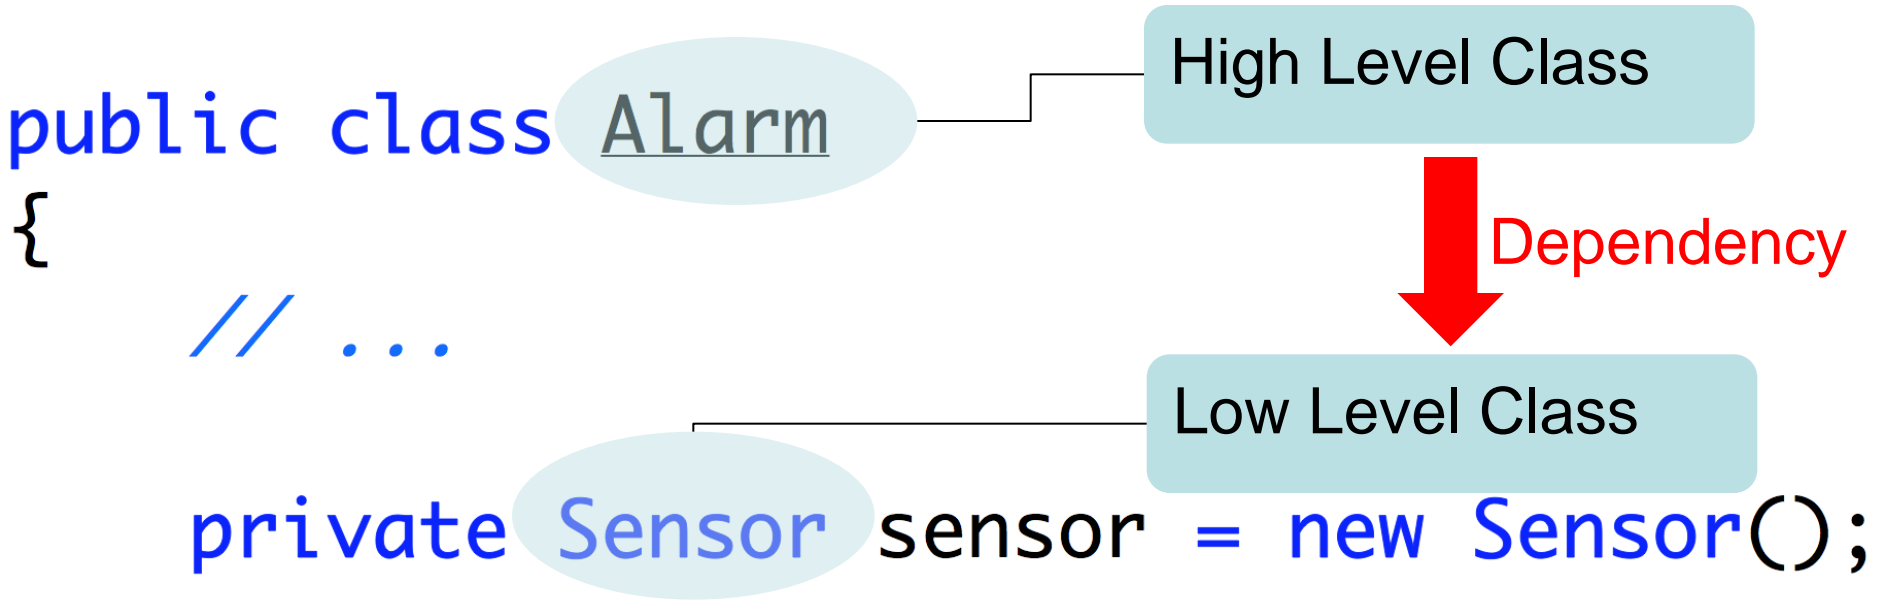 High Level Class
public class Alarm
{
Dependency
// ...
Low Level Class
private Sensor sensor = new Sensor();